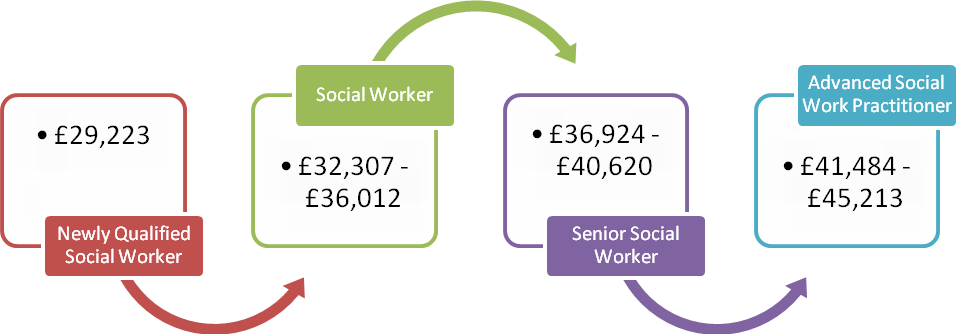 • £29,223
Newly Qualified
Social Worker
Social Worker
• £32,307 -
£36,012
• £36,924 -
£40,620
Senior Social
Worker
Advanced Social
Work Practitioner
• £41,484 -
£45,213